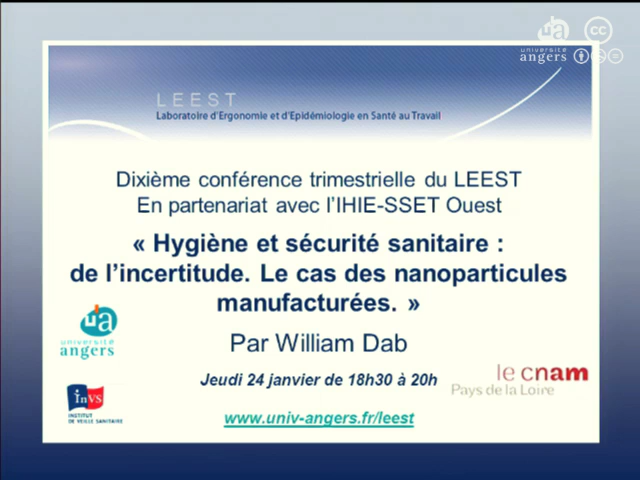 ua
cc
université
angers
LEEST
Laboratoire d'Ergonomie et d'Epidémiologie en Santé au Travail
Dixième conférence trimestrielle du LEEST
En partenariat avec l'IHIE-SSET Ouest
« Hygiène et sécurité sanitaire :
de l'incertitude. Le cas des nanoparticules
manufacturées. »
Par William Dab
Jeudi 24 janvier de 18h30 à 20h
www.univ-angers.fr/leest
ua
université
angers
inVS
INSTITUT
DE VEILLE SANITAIRE
le cnam
Pays de la Loire